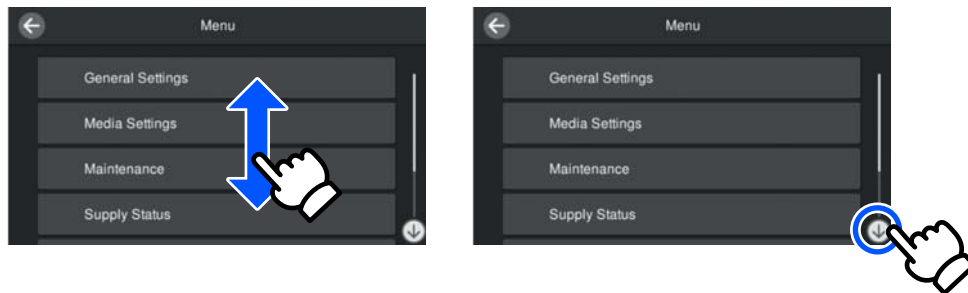 Menu
General Settings
Media Settings
Maintenance
Supply Status
Menu
General Settings
Media Settings
Maintenance
Supply Status